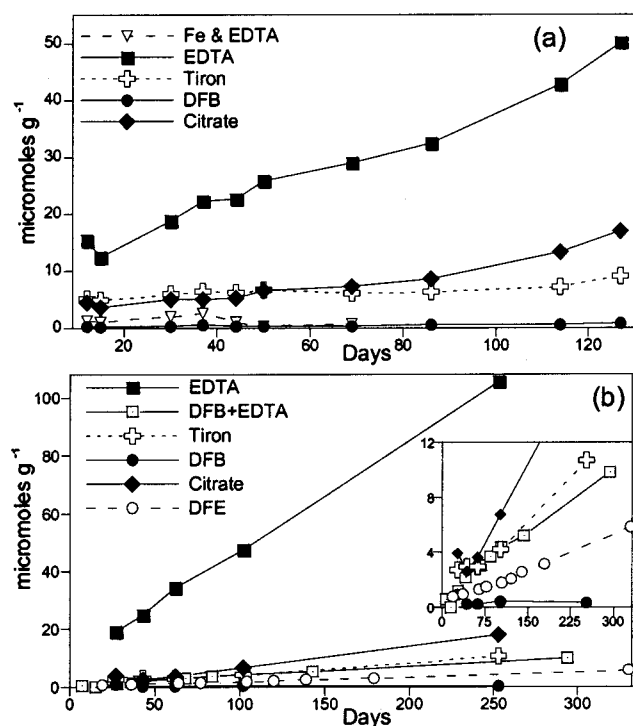 (a)
Fe & EDTA
EDTA
Tiron
DFB
Citrate
micromoles g⁻¹
50
40
30
20
10
0
20
40
60
80
100
120
Days
(b)
EDTA
DFB+EDTA
Tiron
DFB
Citrate
DFE
micromoles g⁻¹
100
80
60
40
20
0
0
50
100
150
200
250
300
Days
12
8
4
0
0
75
150
225
300